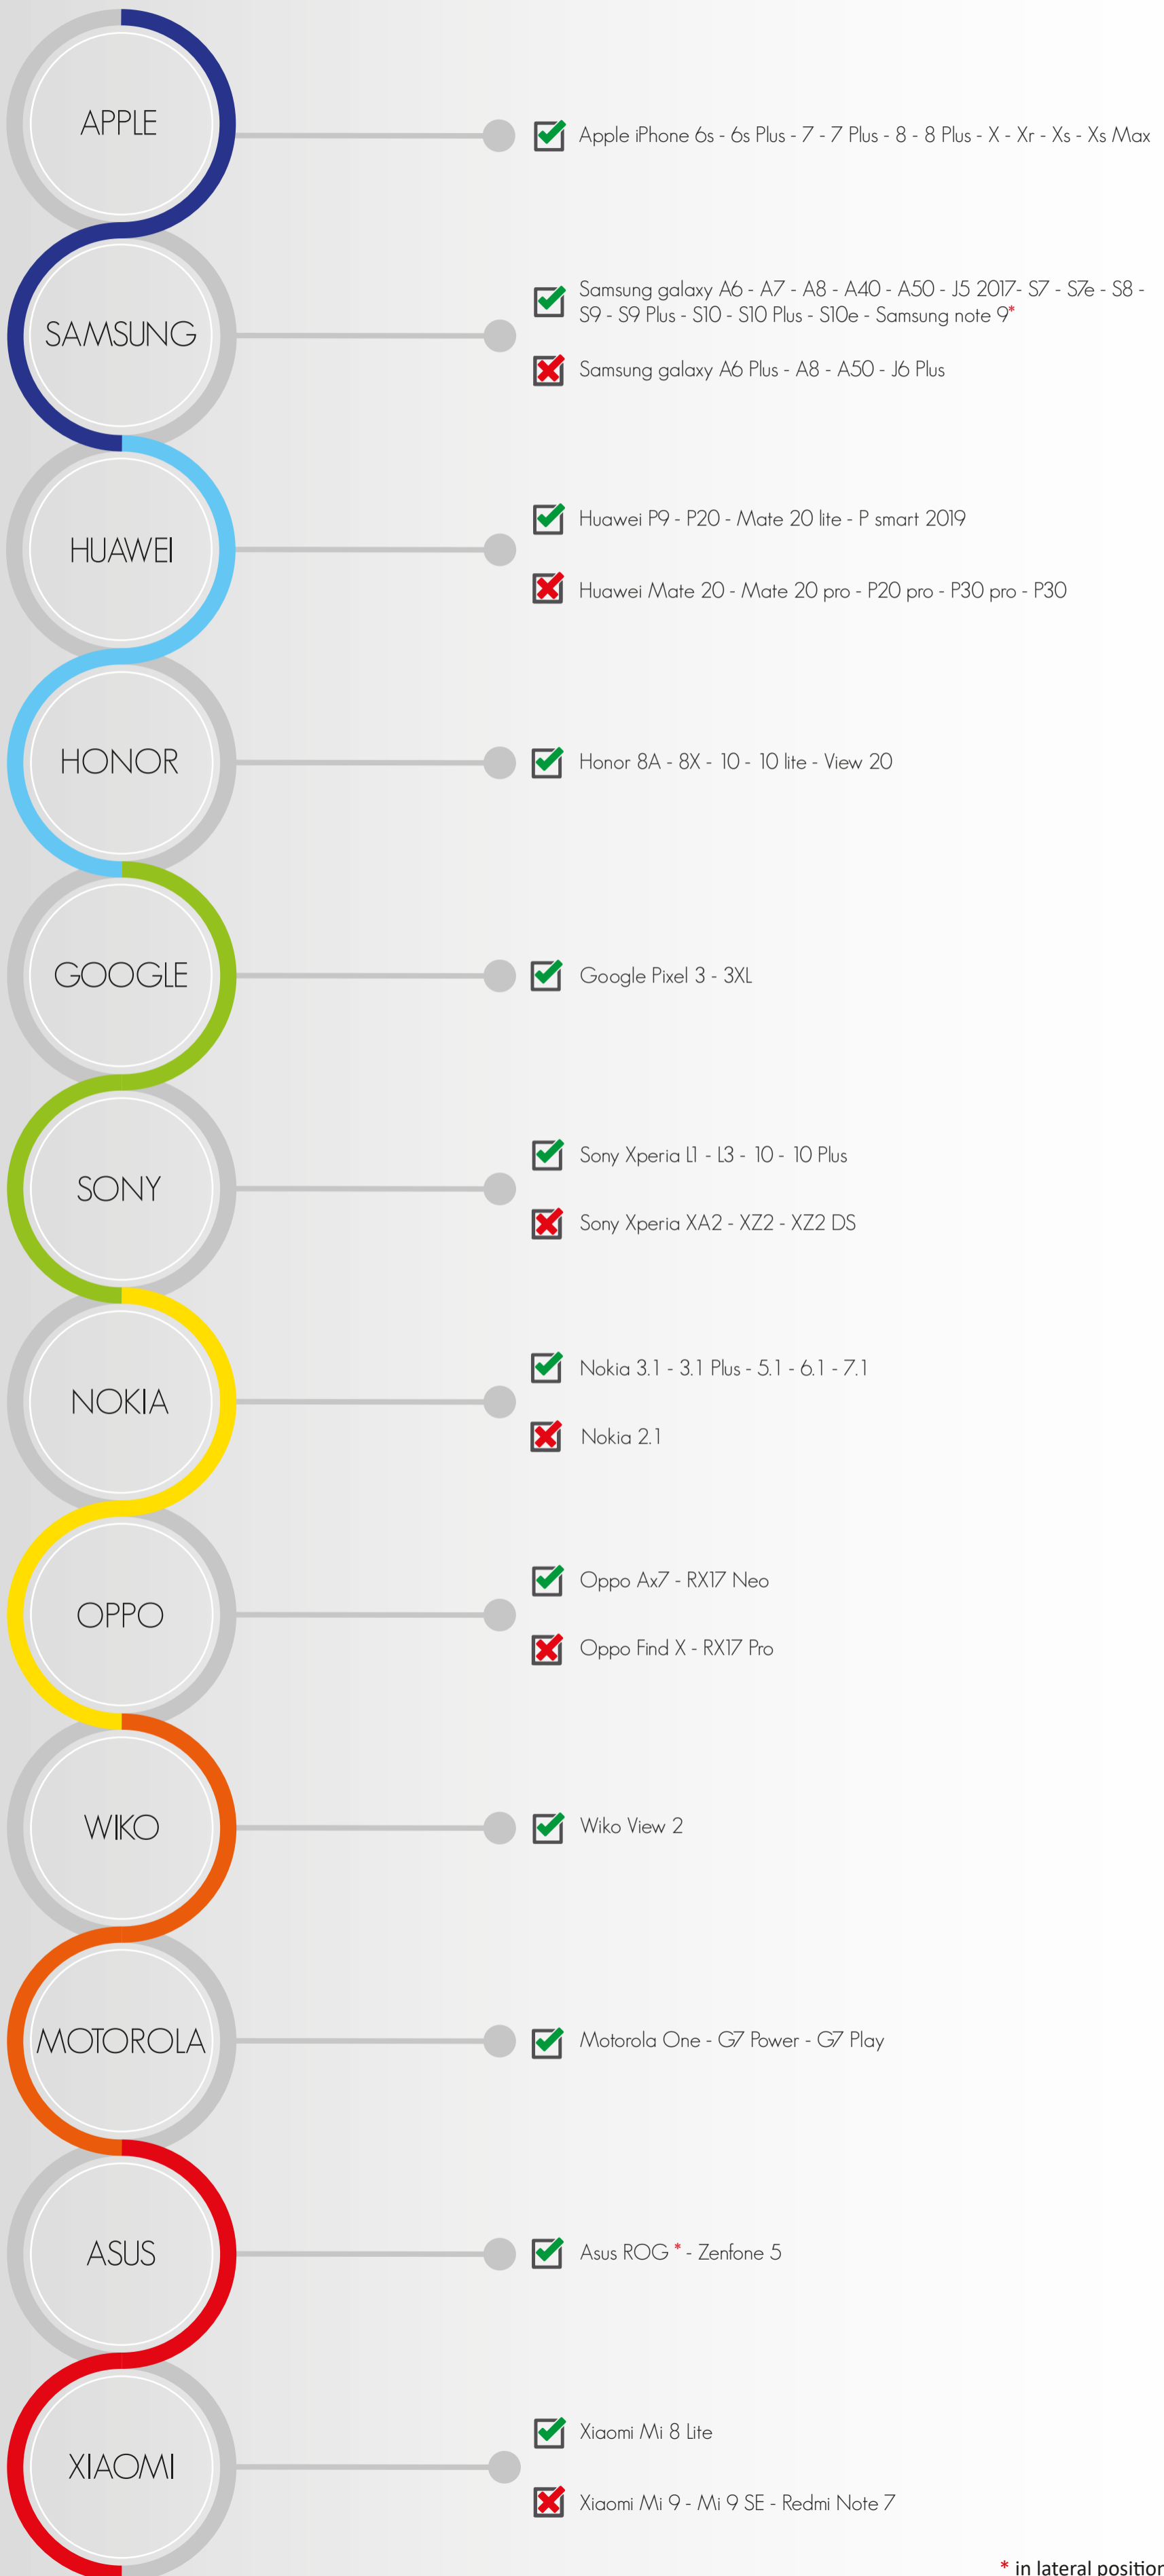 APPLE
Apple iPhone 6s - 6s Plus - 7 - 7 Plus - 8 - 8 Plus - X - Xr - Xs - Xs Max
SAMSUNG
Samsung galaxy A6 - A7 - A8 - A40 - A50 - J5 2017- S7 - S7e - S8 -
S9 - S9 Plus - S10 - S10 Plus - S10e - Samsung note 9*
Samsung galaxy A6 Plus - A8 - A50 - J6 Plus
HUAWEI
Huawei P9 - P20 - Mate 20 lite - P smart 2019
Huawei Mate 20 - Mate 20 pro - P20 pro - P30 pro - P30
HONOR
Honor 8A - 8X - 10 - 10 lite - View 20
GOOGLE
Google Pixel 3 - 3XL
SONY
Sony Xperia L1 - L3 - 10 - 10 Plus
Sony Xperia XA2 - XZ2 - XZ2 DS
NOKIA
Nokia 3.1 - 3.1 Plus - 5.1 - 6.1 - 7.1
Nokia 2.1
OPPO
Oppo Ax7 - RX17 Neo
Oppo Find X - RX17 Pro
WIKO
Wiko View 2
MOTOROLA
Motorola One - G7 Power - G7 Play
ASUS
Asus ROG * - Zenfone 5
XIAOMI
Xiaomi Mi 8 Lite
Xiaomi Mi 9 - Mi 9 SE - Redmi Note 7
* in lateral position